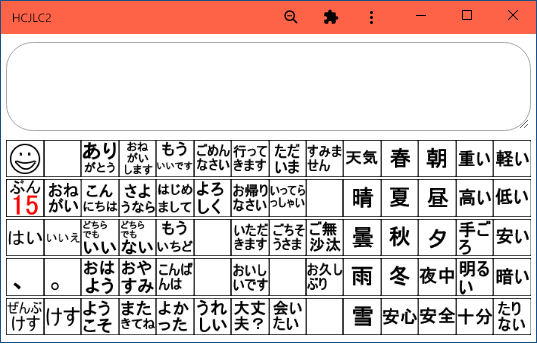 HCJLC2
ありがとう おねがいします もういいです ごめんなさい 行ってきます ただいま すみません 天気 春 朝 重い 軽い
ぶん 15 おねがい こんにちは さようなら はじめまして よろしく お帰りなさい いってらっしゃい 晴 夏 昼 高い 低い
はい いいえ どちらでもいい どちらでもない もういちど いただきます ごちそうさま ご無沙汰 曇 秋 夕 手ごろ 安い
、 。 おはよう おやすみ こんばんは おいしいです お久しぶり 雨 冬 夜中 明るい 暗い
ぜんぶけす けす ようこそ またきてね よかった うれしい 大丈夫？ 会いたい 雪 安心 安全 十分 たりない